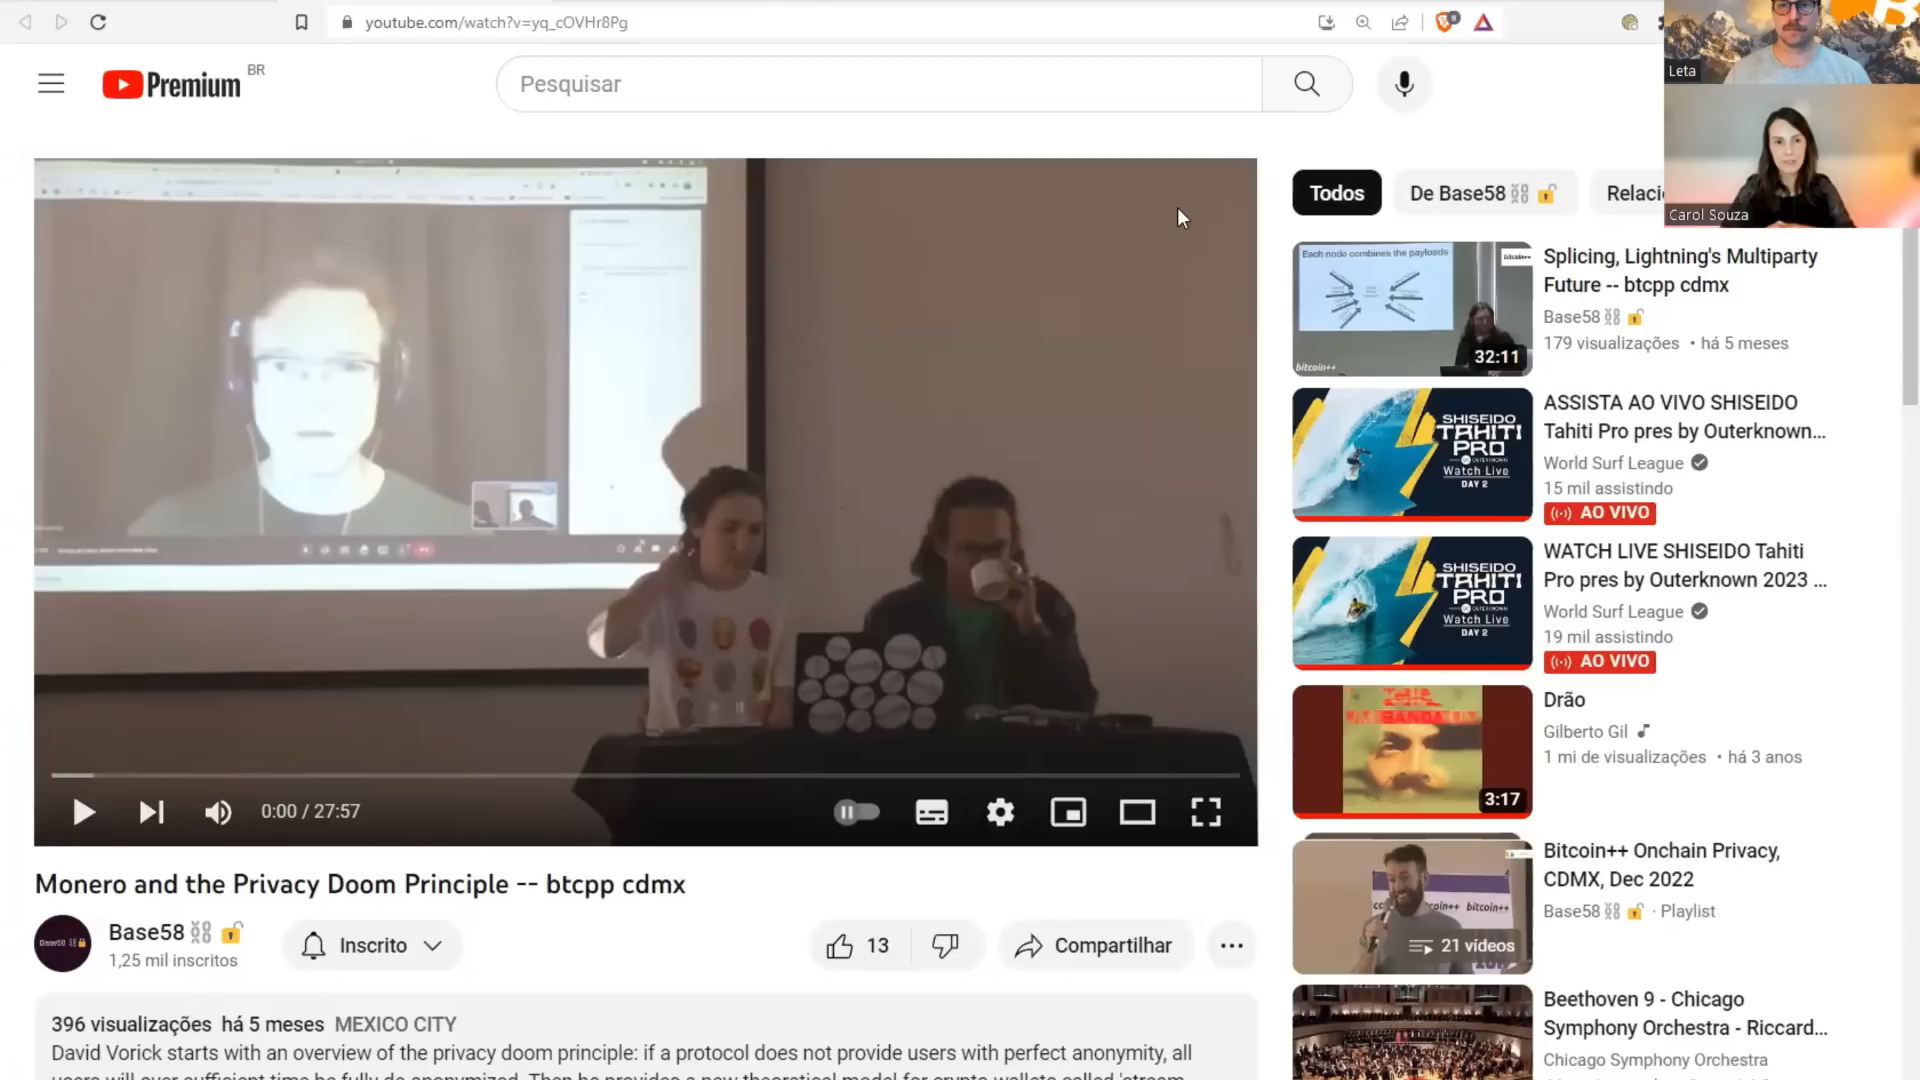 youtube.com/watch?v=yq_cOVHr8Pg
Premium
BR
Pesquisar
Leta
Carol Souza
Todos
De Base58
Relaci
Each node combines the payloads
bitcoin++
bitcoin++
32:11
Splicing, Lightning's Multiparty
Future -- btcpp cdmx
Base58
179 visualizações • há 5 meses
SHISEIDO
TAHITI
PRO
OUTERKNOWN
Watch Live
DAY 2
ASSISTA AO VIVO SHISEIDO
Tahiti Pro pres by Outerknown...
World Surf League
15 mil assistindo
AO VIVO
SHISEIDO
TAHITI
PRO
OUTERKNOWN
Watch Live
DAY 2
WATCH LIVE SHISEIDO Tahiti
Pro pres by Outerknown 2023 ...
World Surf League
19 mil assistindo
AO VIVO
3:17
Drão
Gilberto Gil
1 mi de visualizações • há 3 anos
bitcoin++
21 videos
Bitcoin++ Onchain Privacy,
CDMX, Dec 2022
Base58 · Playlist
Beethoven 9 - Chicago
Symphony Orchestra - Riccard...
Chicago Symphony Orchestra
0:00 / 27:57
Monero and the Privacy Doom Principle -- btcpp cdmx
Base58
Base58
1,25 mil inscritos
Inscrito
13
Compartilhar
396 visualizações há 5 meses MEXICO CITY
David Vorick starts with an overview of the privacy doom principle: if a protocol does not provide users with perfect anonymity, all